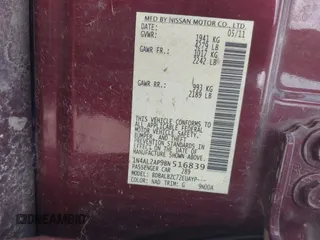 MFD BY NISSAN MOTOR CO., LTD.
05/11
GVWR: 1941 KG
4279 LB
GAWR FR: 1017 KG
2242 LB
GAWR RR: 993 KG
2189 LB
THIS VEHICLE CONFORMS TO
ALL APPLICABLE FEDERAL
MOTOR VEHICLE SAFETY,
BUMPER, AND THEFT
PREVENTION STANDARDS IN
EFFECT ON THE DATE OF
MANUFACTURE SHOWN ABOVE.
1N4AL2AP9BN516839
PASSENGER CAR
289
MODEL:
COLOR: NAD TRIM: G